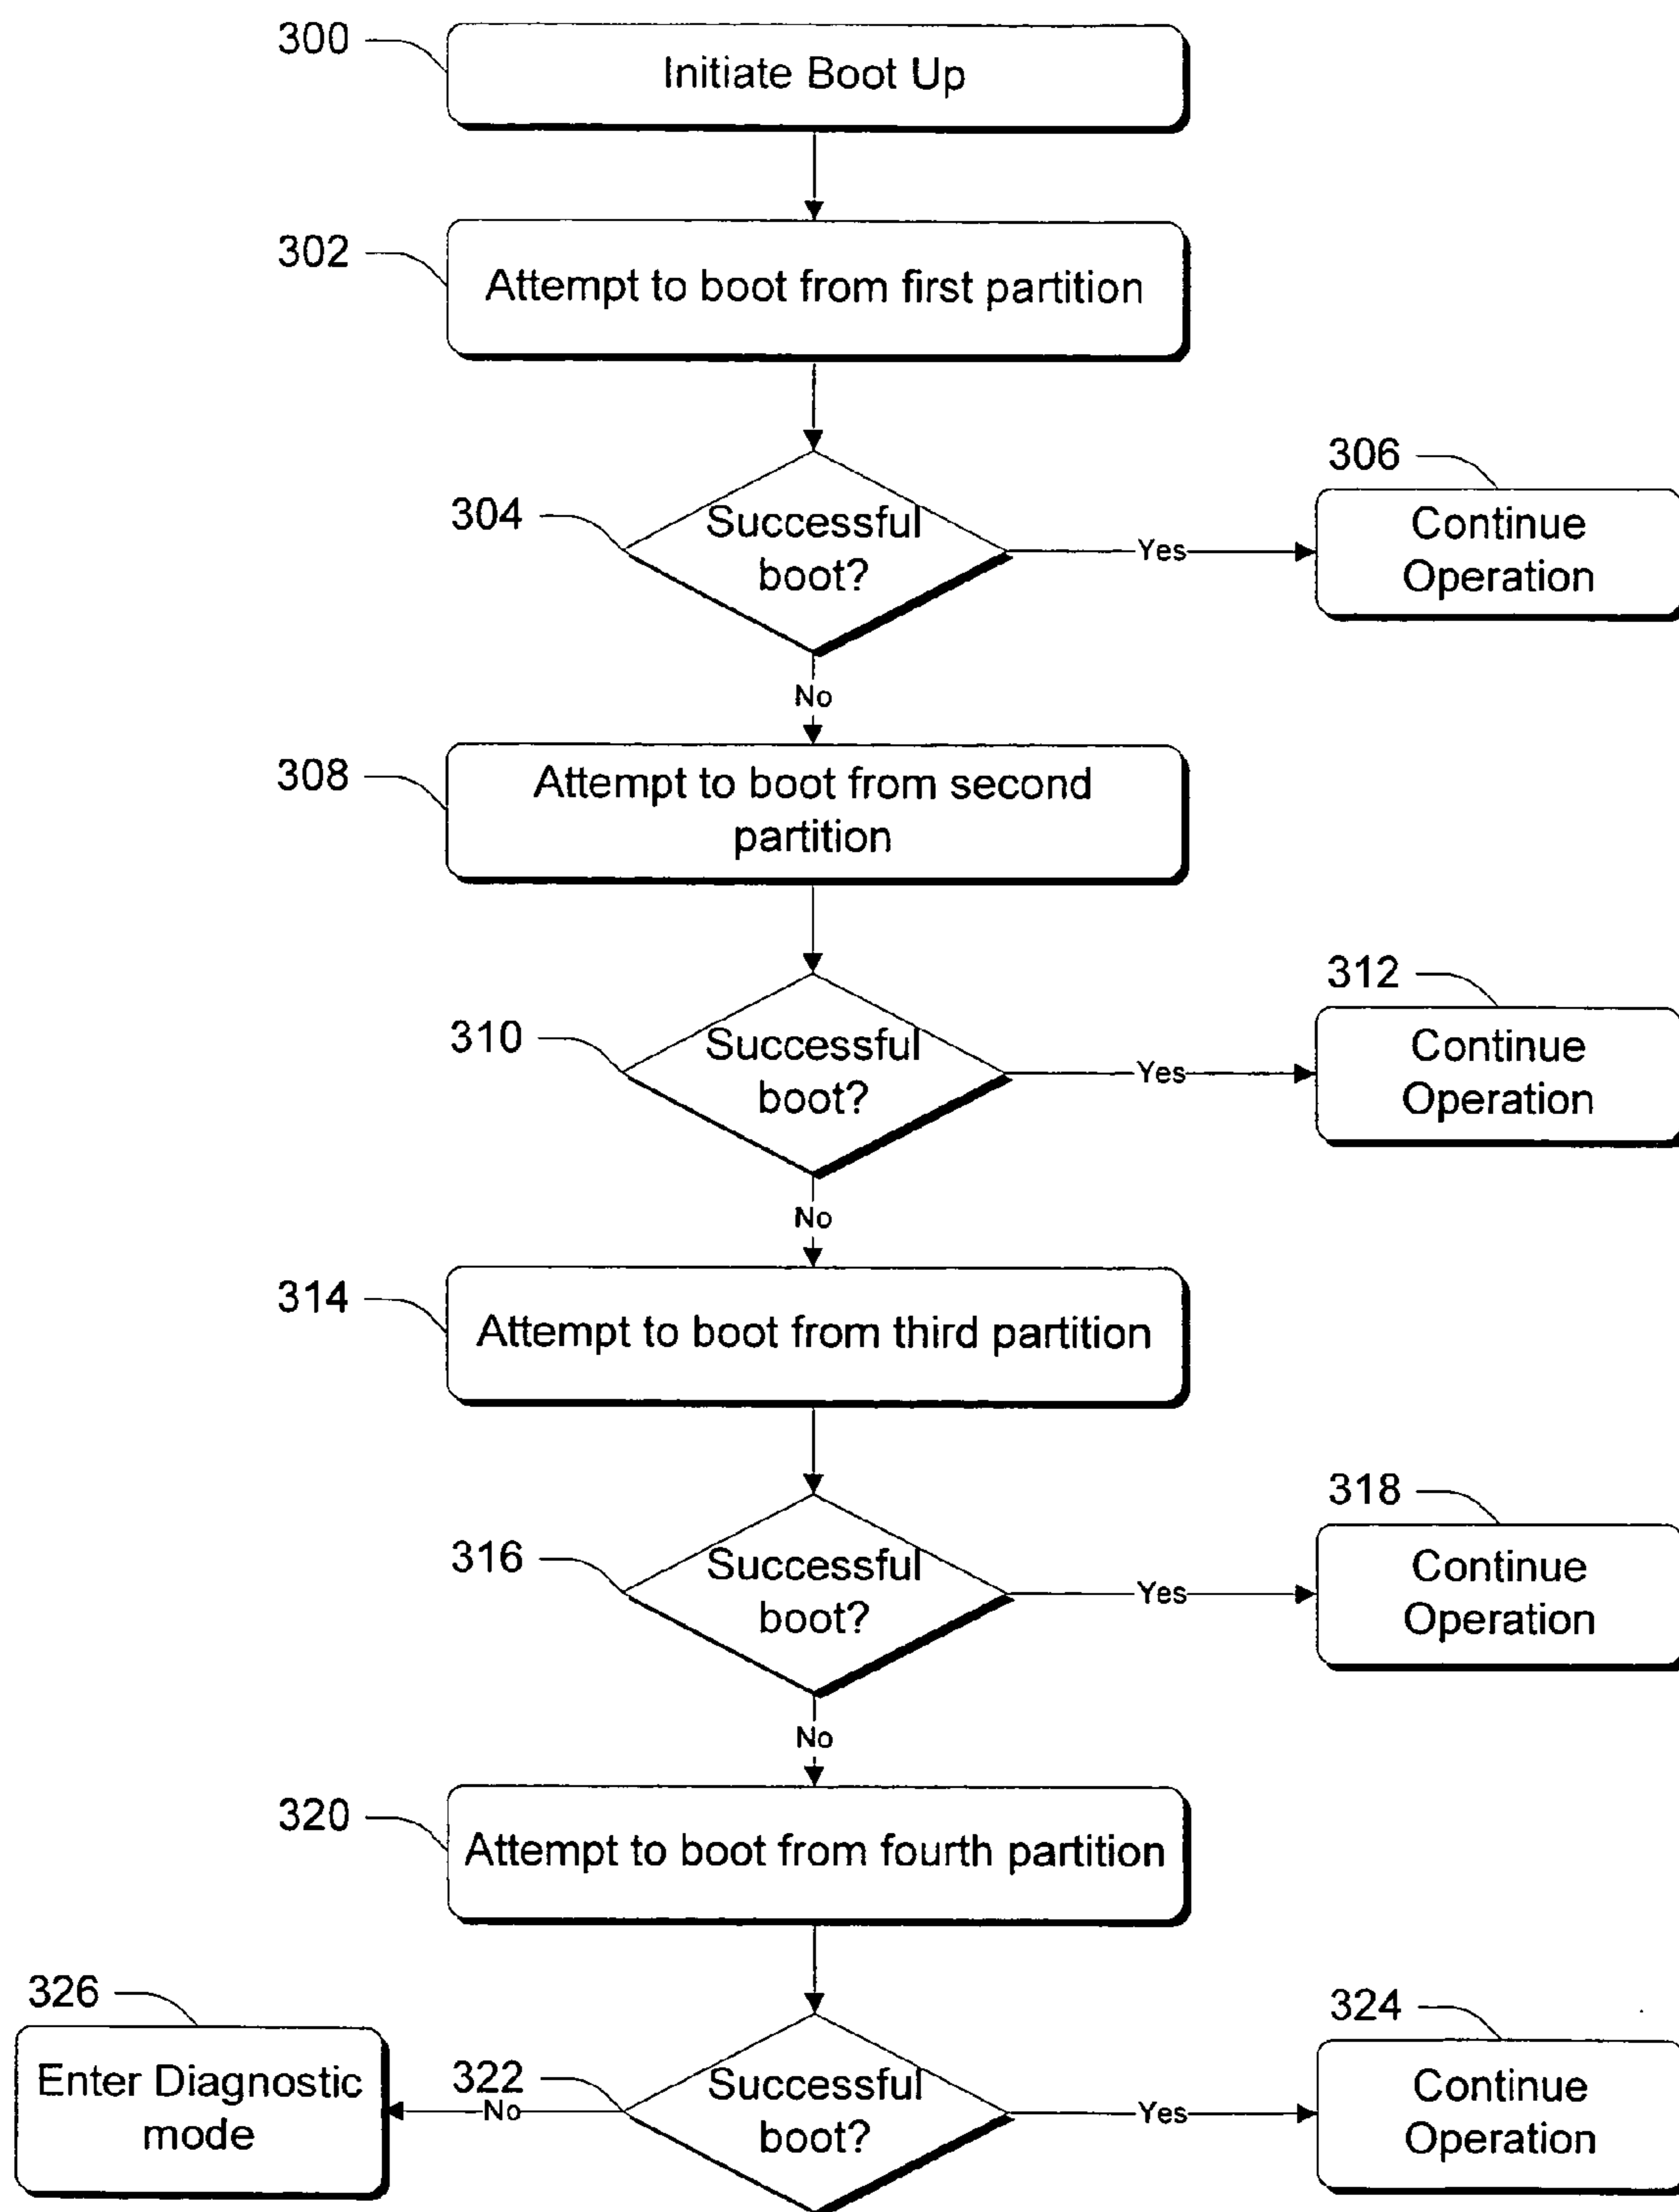 300
Initiate Boot Up
302
Attempt to boot from first partition
304
Successful
boot?
Yes
306
Continue
Operation
No
308
Attempt to boot from second
partition
310
Successful
boot?
Yes
312
Continue
Operation
No
314
Attempt to boot from third partition
316
Successful
boot?
Yes
318
Continue
Operation
No
320
Attempt to boot from fourth partition
326
Enter Diagnostic
mode
No
322
Successful
boot?
Yes
324
Continue
Operation